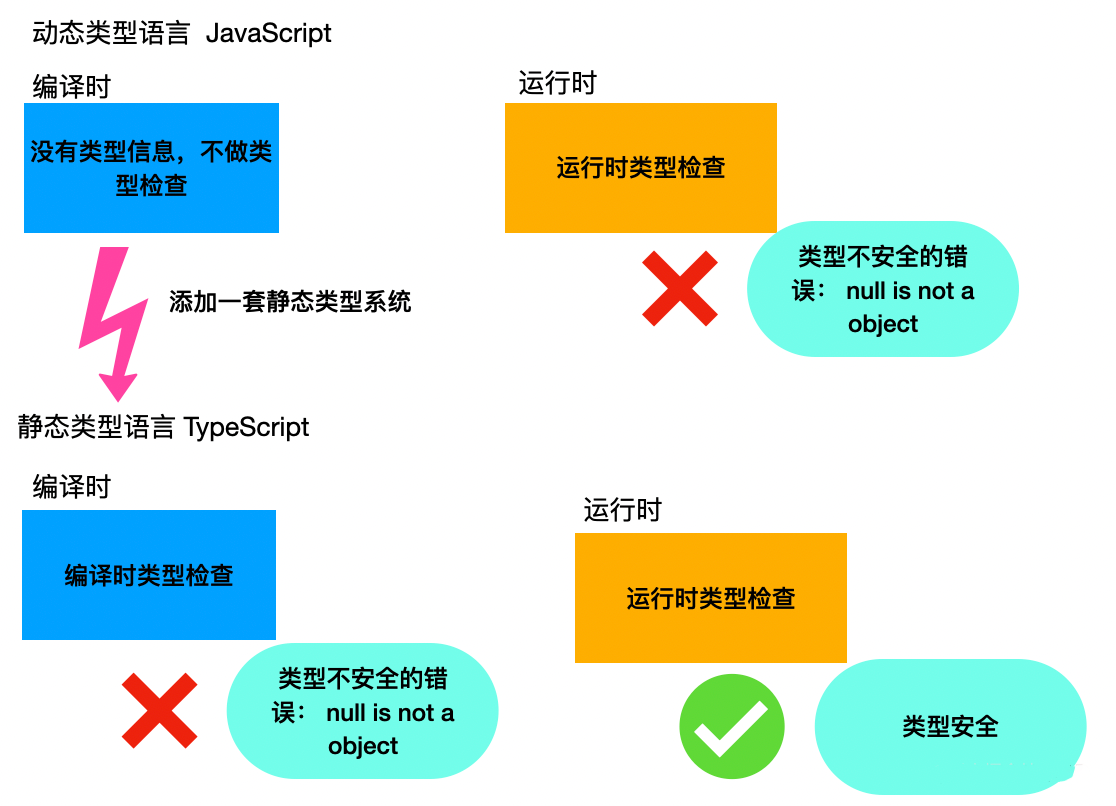 动态类型语言 JavaScript
编译时
运行时
没有类型信息，不做类
型检查
运行时类型检查
类型不安全的错
误： null is not a
object
添加一套静态类型系统
静态类型语言 TypeScript
编译时
运行时
编译时类型检查
运行时类型检查
类型不安全的错
误： null is not a
object
类型安全